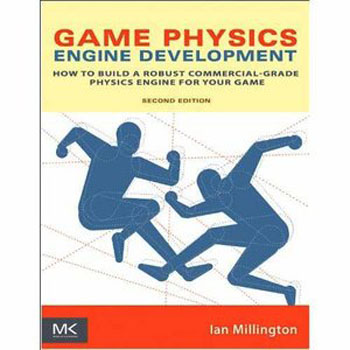 GAME PHYSICS
ENGINE DEVELOPMENT
HOW TO BUILD A ROBUST COMMERCIAL-GRADE
PHYSICS ENGINE FOR YOUR GAME
SECOND EDITION
Ian Millington
MK